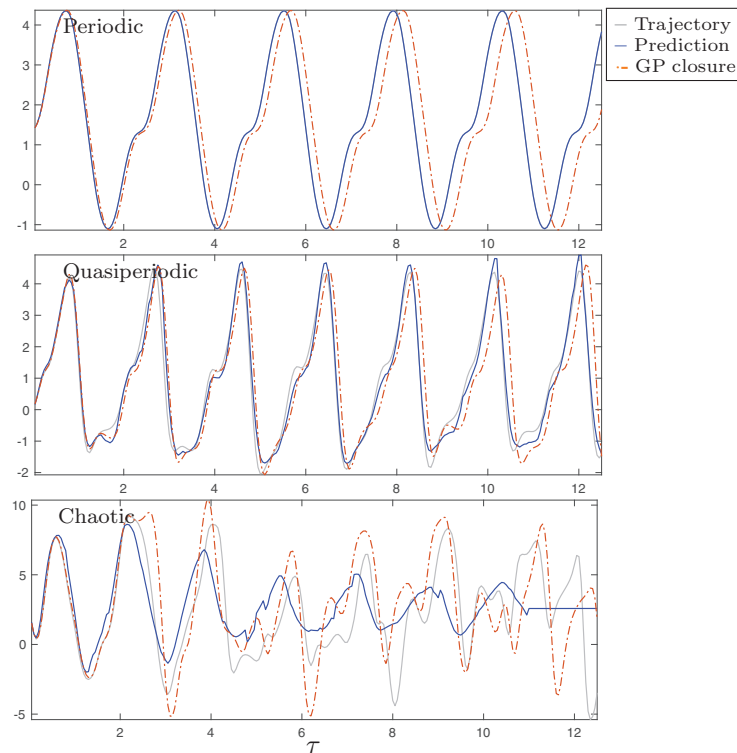 Periodic
Trajectory
Prediction
GP closure
4
3
2
1
0
-1
2 4 6 8 10 12
Quasiperiodic
4
3
2
1
0
-1
-2
2 4 6 8 10 12
Chaotic
10
5
0
-5
2 4 6 8 10 12
τ